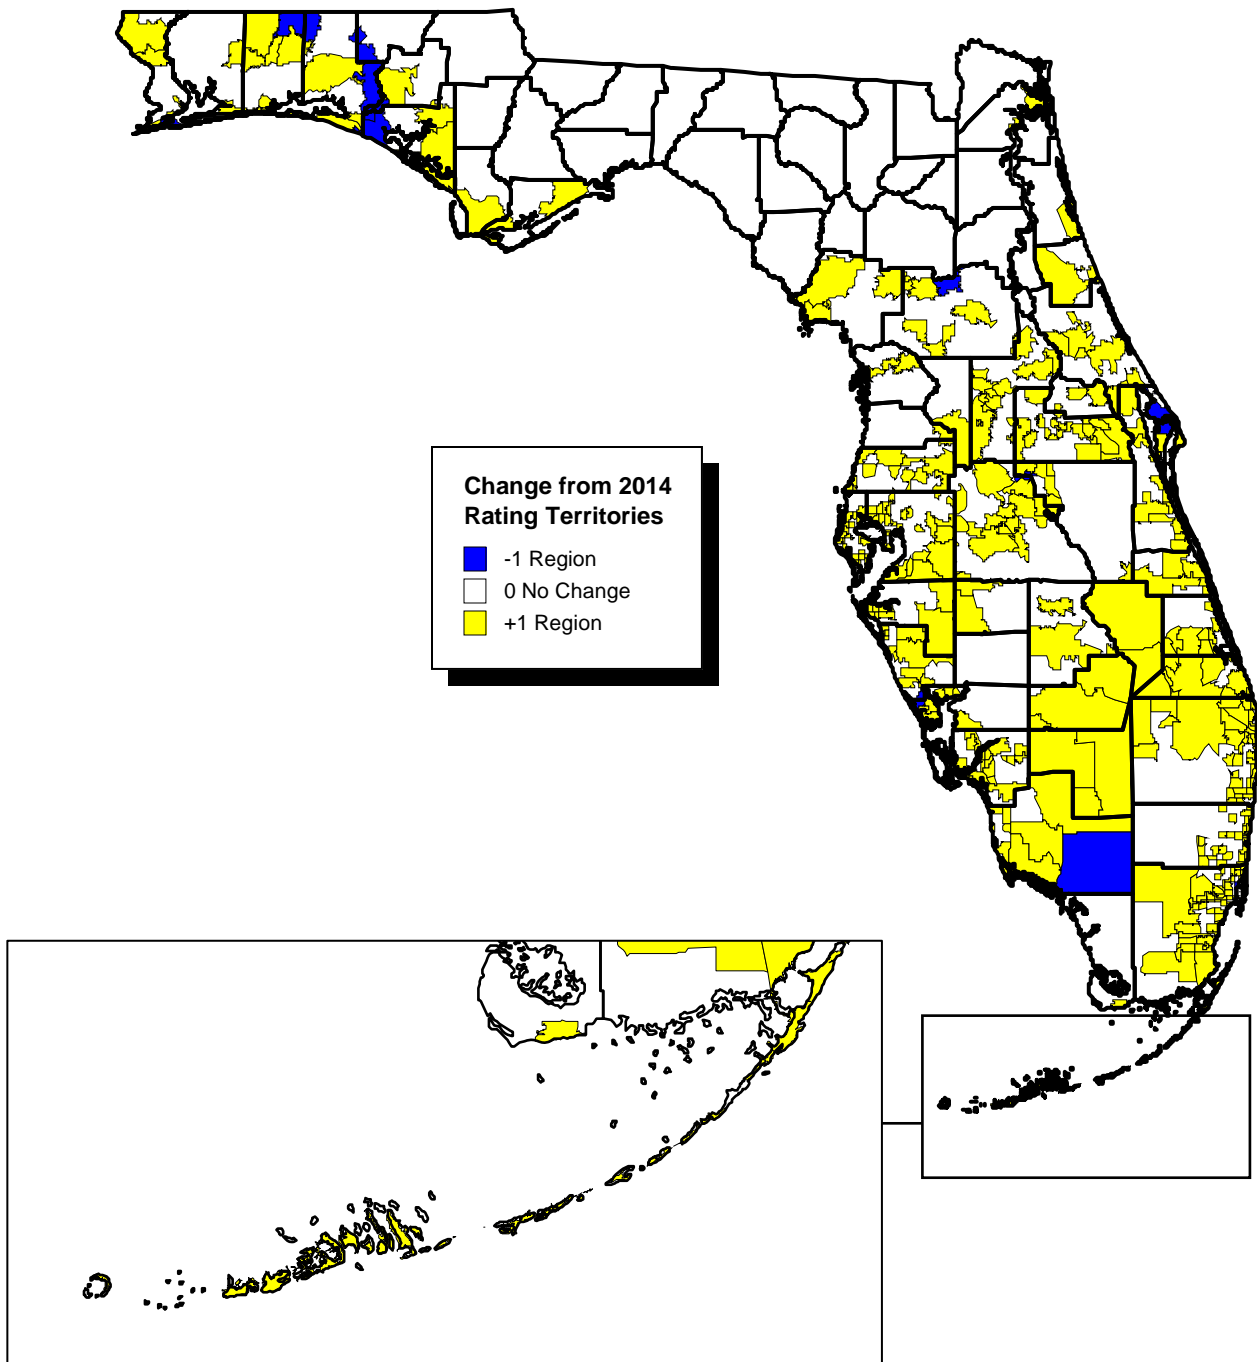 Change from 2014
Rating Territories
-1 Region
0 No Change
+1 Region